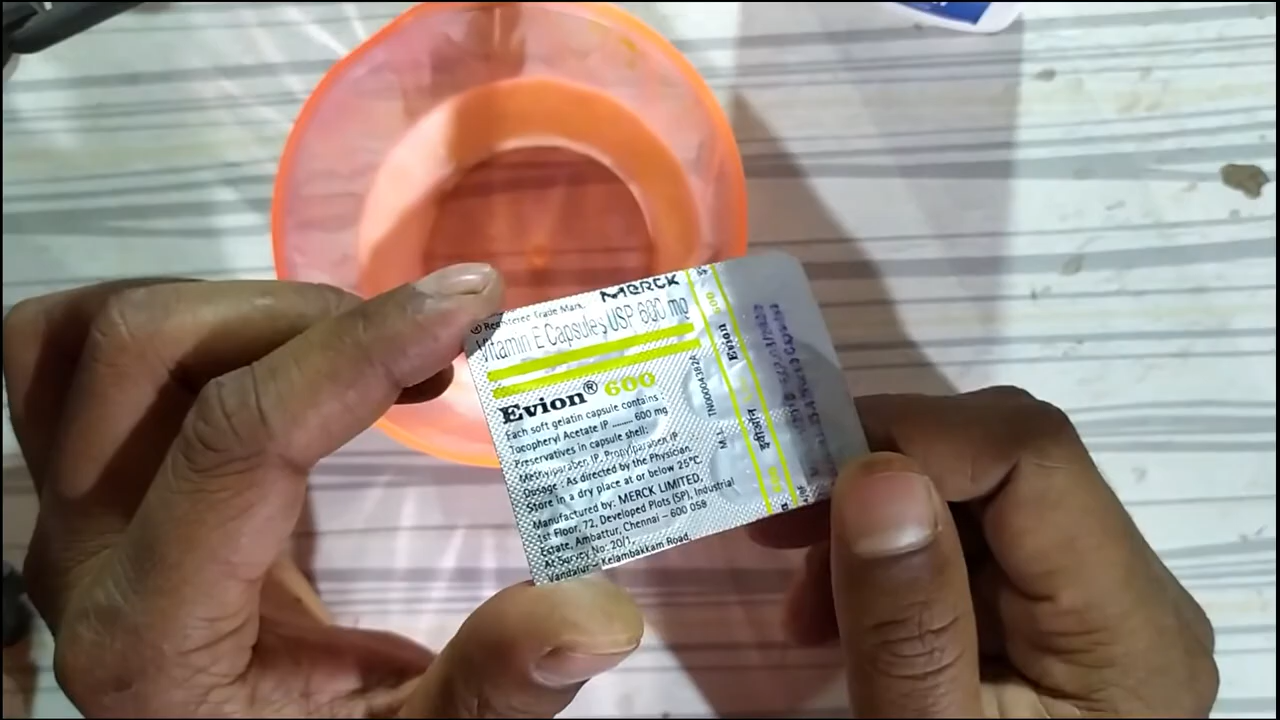 MERCK
® Registered Trade Mark.
Vitamin E Capsules USP 600 mg
Evion® 600
Each soft gelatin capsule contains :
Tocopheryl Acetate IP ........ 600 mg
Preservatives in capsule shell:
Methylparaben IP, Propylparaben IP
Dosage : As directed by the Physician
Store in a dry place at or below 25°C
Manufactured by: MERCK LIMITED,
1st Floor, 72, Developed Plots (SP), Industrial
Estate, Ambattur, Chennai – 600 058
At Survey No. 20/1,
Vandalur – Kelambakkam Road,
M.L. TN00004382A
600
Evion